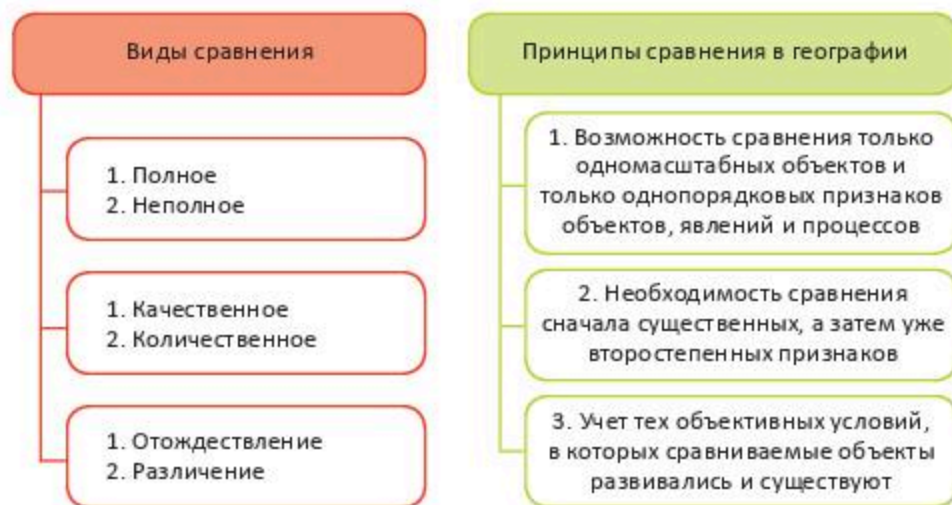 Виды сравнения
1. Полное
2. Неполное
1. Качественное
2. Количественное
1. Отождествление
2. Различение
Принципы сравнения в географии
1. Возможность сравнения только
одномасштабных объектов и
только однопорядковых признаков
объектов, явлений и процессов
2. Необходимость сравнения
сначала существенных, а затем уже
второстепенных признаков
3. Учет тех объективных условий,
в которых сравниваемые объекты
развивались и существуют